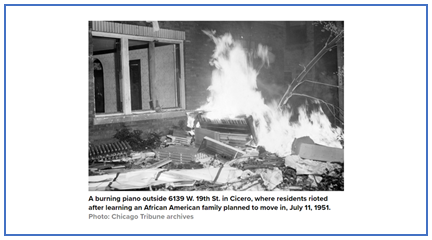 A burning piano outside 6139 W. 19th St. in Cicero, where residents rioted
after learning an African American family planned to move in, July 11, 1951.
Photo: Chicago Tribune archives